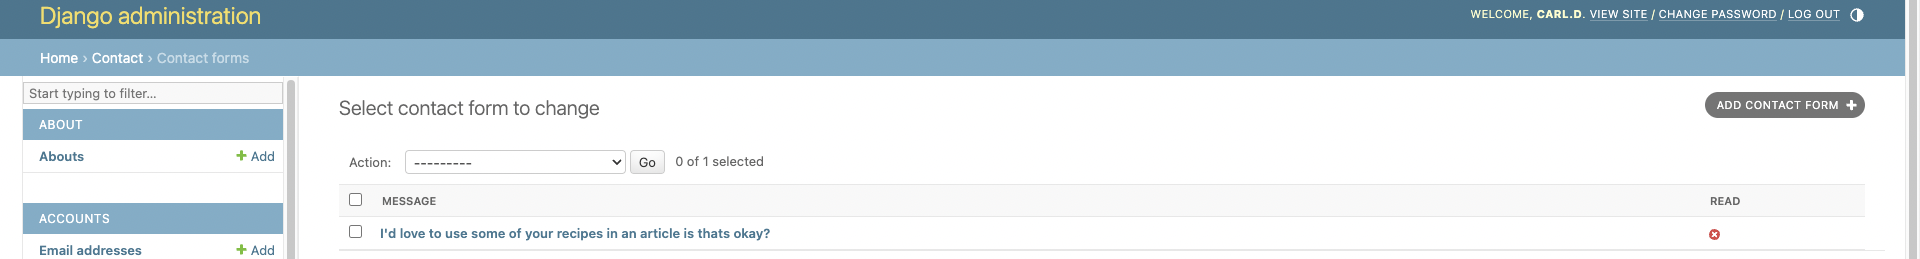 Django administration
WELCOME, CARL.D. VIEW SITE / CHANGE PASSWORD / LOG OUT
Home › Contact › Contact forms
Start typing to filter...
ABOUT
Abouts
Add
ACCOUNTS
Email addresses
Add
Select contact form to change
ADD CONTACT FORM
Action: --------- Go 0 of 1 selected
MESSAGE READ
I'd love to use some of your recipes in an article is thats okay?